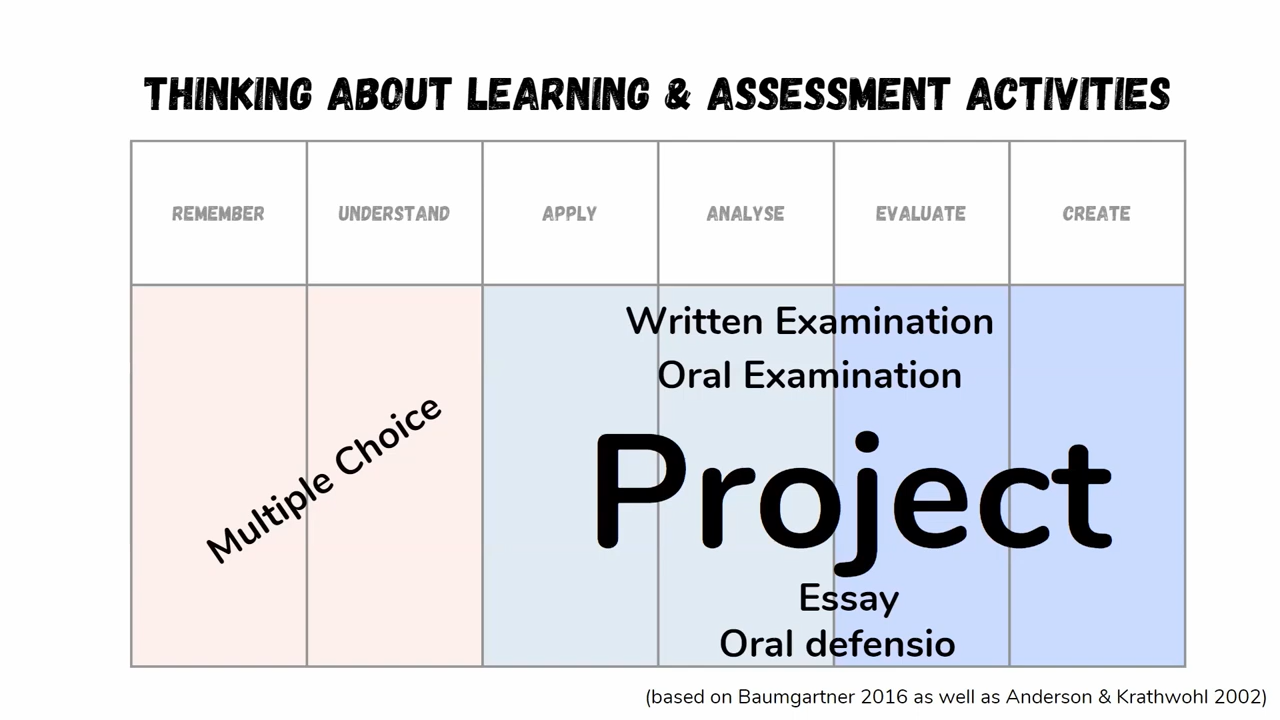 THINKING ABOUT LEARNING & ASSESSMENT ACTIVITIES
REMEMBER
UNDERSTAND
APPLY
ANALYSE
EVALUATE
CREATE
Multiple Choice
Written Examination
Oral Examination
Project
Essay
Oral defensio
(based on Baumgartner 2016 as well as Anderson & Krathwohl 2002)